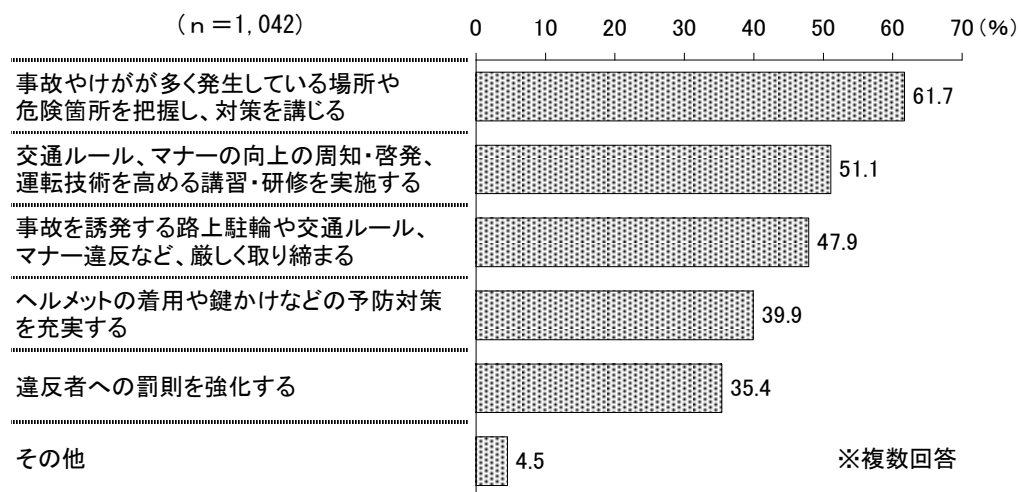 (n=1,042)
0 10 20 30 40 50 60 70(%)
事故やけがが多く発生している場所や
危険箇所を把握し、対策を講じる
61.7
交通ルール、マナーの向上の周知・啓発、
運転技術を高める講習・研修を実施する
51.1
事故を誘発する路上駐輪や交通ルール、
マナー違反など、厳しく取り締まる
47.9
ヘルメットの着用や鍵かけなどの予防対策
を充実する
39.9
違反者への罰則を強化する
35.4
その他
4.5
※複数回答